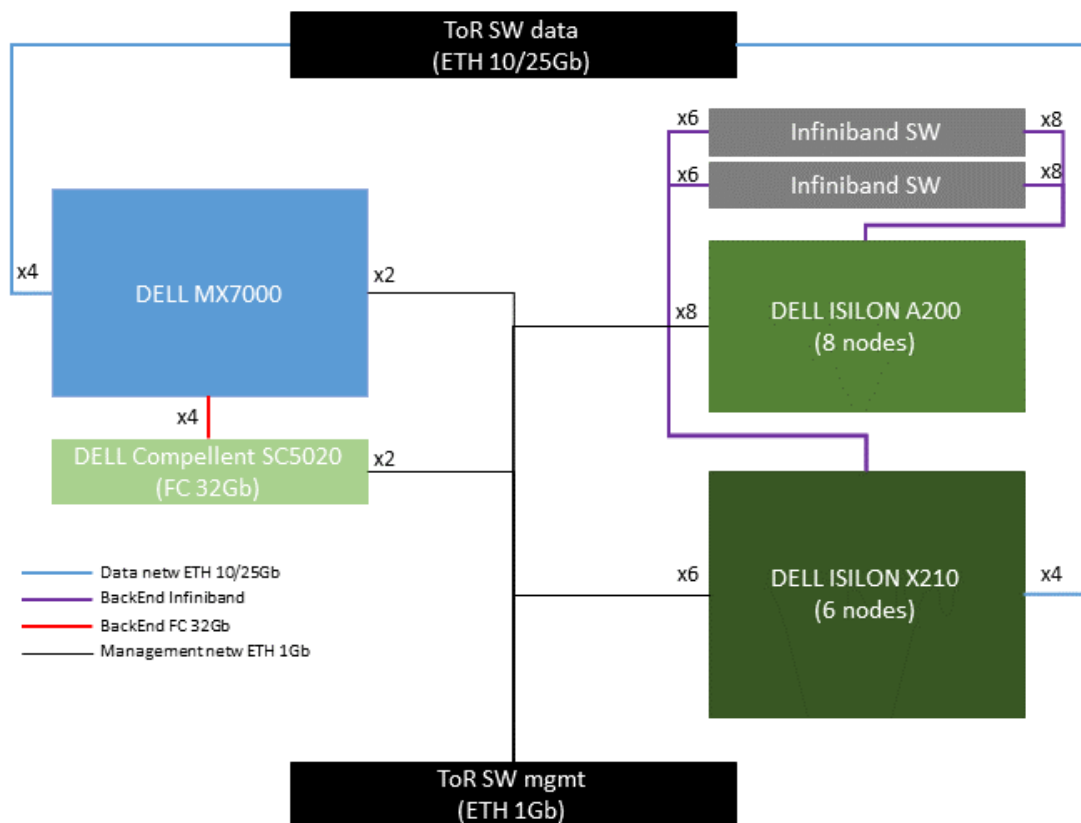 ToR SW data
(ETH 10/25Gb)
x6
Infiniband SW
x8
x6
Infiniband SW
x8
x4
DELL MX7000
x2
x8
DELL ISILON A200
(8 nodes)
x4
DELL Compellent SC5020
(FC 32Gb)
x2
Data netw ETH 10/25Gb
BackEnd Infiniband
BackEnd FC 32Gb
Management netw ETH 1Gb
x6
DELL ISILON X210
(6 nodes)
x4
ToR SW mgmt
(ETH 1Gb)